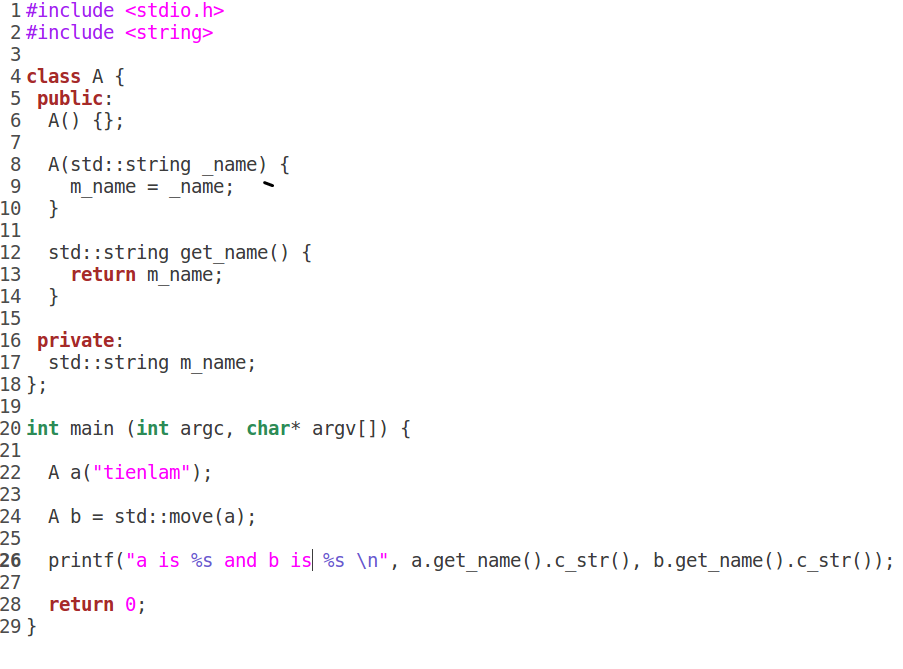 1 #include <stdio.h>
2 #include <string>
3
4 class A {
5  public:
6   A() {};
7
8   A(std::string _name) {
9     m_name = _name;
10   }
11
12   std::string get_name() {
13     return m_name;
14   }
15
16  private:
17   std::string m_name;
18 };
19
20 int main (int argc, char* argv[]) {
21
22   A a("tienlam");
23
24   A b = std::move(a);
25
26   printf("a is %s and b is %s \n", a.get_name().c_str(), b.get_name().c_str());
27
28   return 0;
29 }